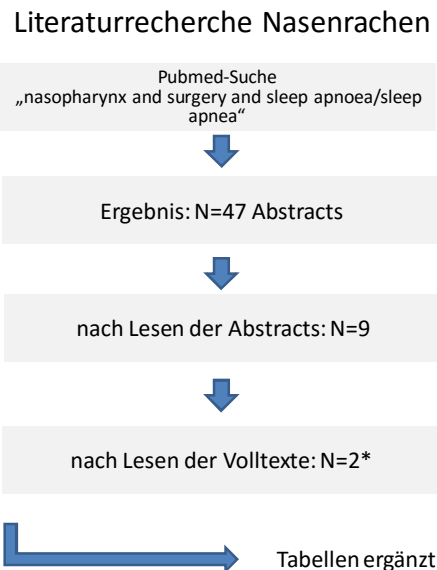 Literaturrecherche Nasenrachen
Pubmed-Suche
„nasopharynx and surgery and sleep apnoea/sleep
apnea“
Ergebnis: N=47 Abstracts
nach Lesen der Abstracts: N=9
nach Lesen der Volltexte: N=2*
Tabellen ergänzt